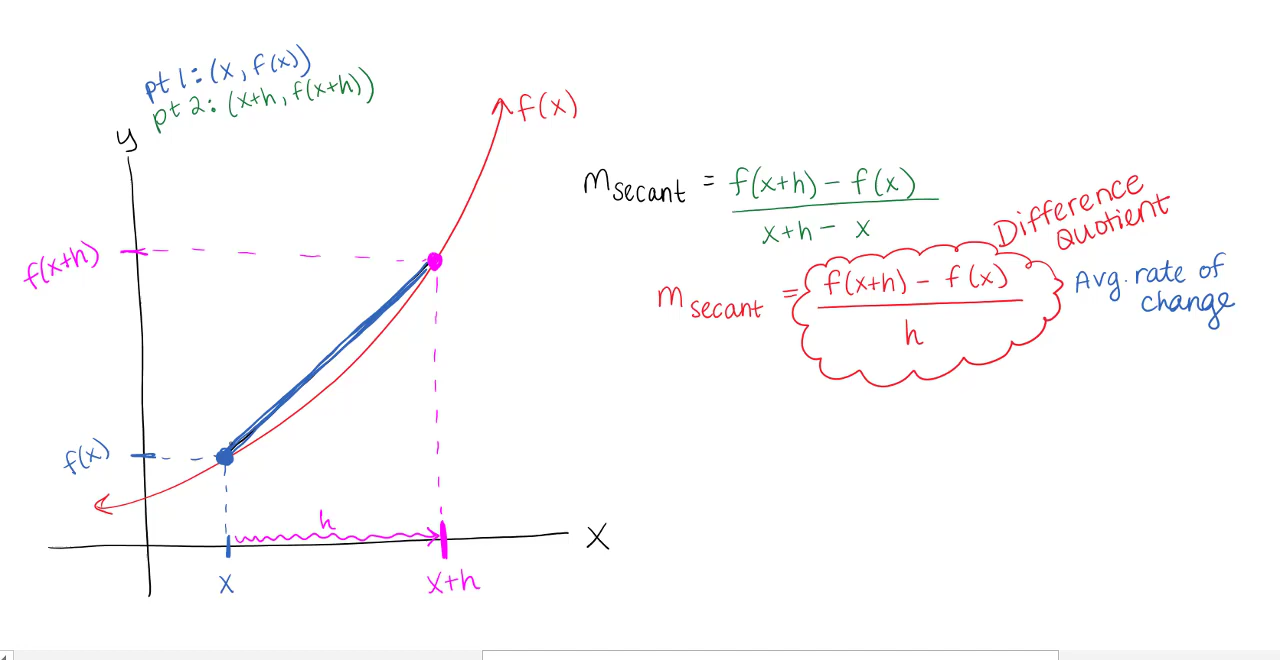 pt 1: (x, f(x))
pt 2: (x+h, f(x+h))
y
f(x)
m secant = f(x+h) - f(x)
x+h - x
Difference
Quotient
f(x+h)
m secant = f(x+h) - f(x)
h
Avg. rate of
change
f(x)
h
x
x
x+h